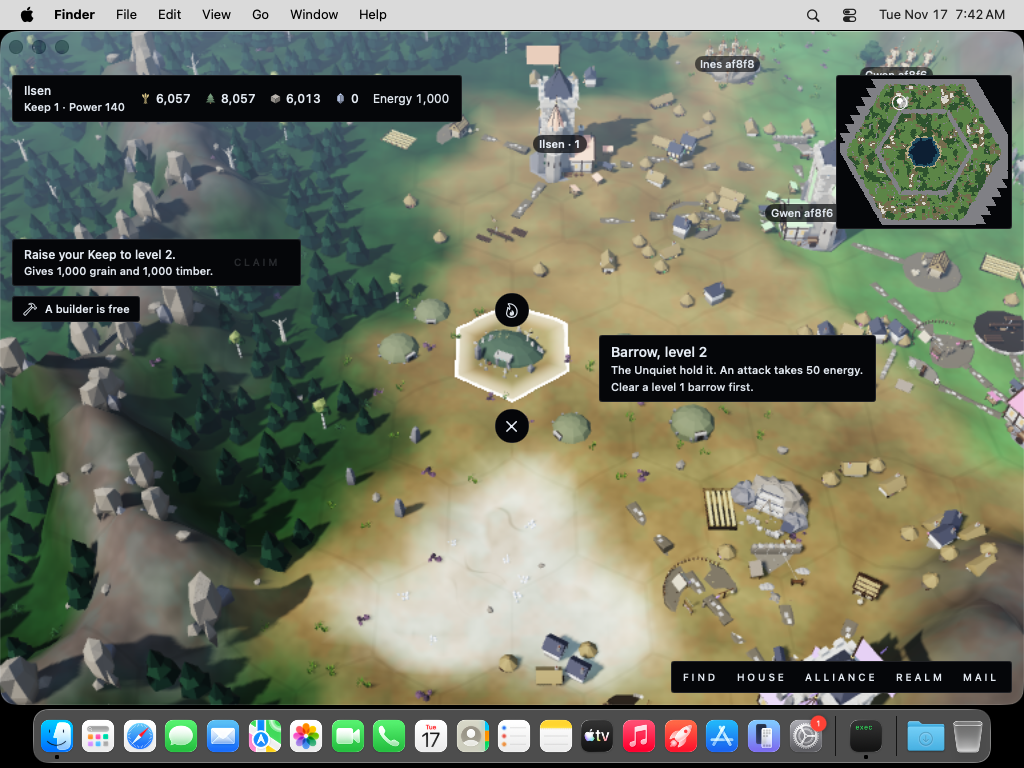 Finder File Edit View Go Window Help
Tue Nov 17 7:42 AM
Ines af8f8
Gwen af8f6
Ilsen
Keep 1 · Power 140
6,057
8,057
6,013
0
Energy 1,000
Ilsen · 1
Gwen af8f6
Raise your Keep to level 2.
Gives 1,000 grain and 1,000 timber.
CLAIM
A builder is free
Barrow, level 2
The Unquiet hold it. An attack takes 50 energy.
Clear a level 1 barrow first.
FIND HOUSE ALLIANCE REALM MAIL
Tue
17
tv
1
exec